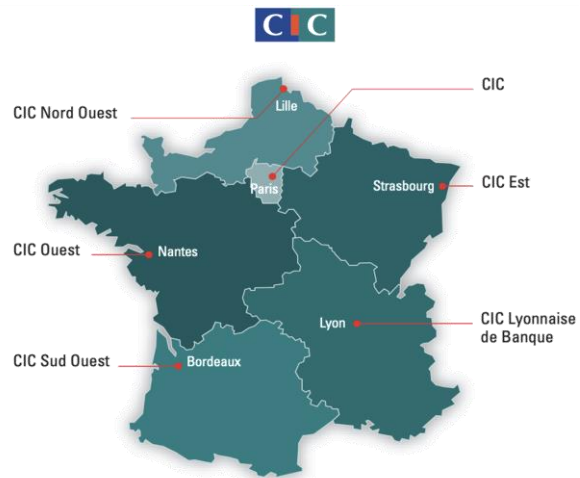 CIC
CIC
CIC Nord Ouest
Lille
Paris
Strasbourg
CIC Est
CIC Ouest
Nantes
Lyon
CIC Lyonnaise
de Banque
CIC Sud Ouest
Bordeaux